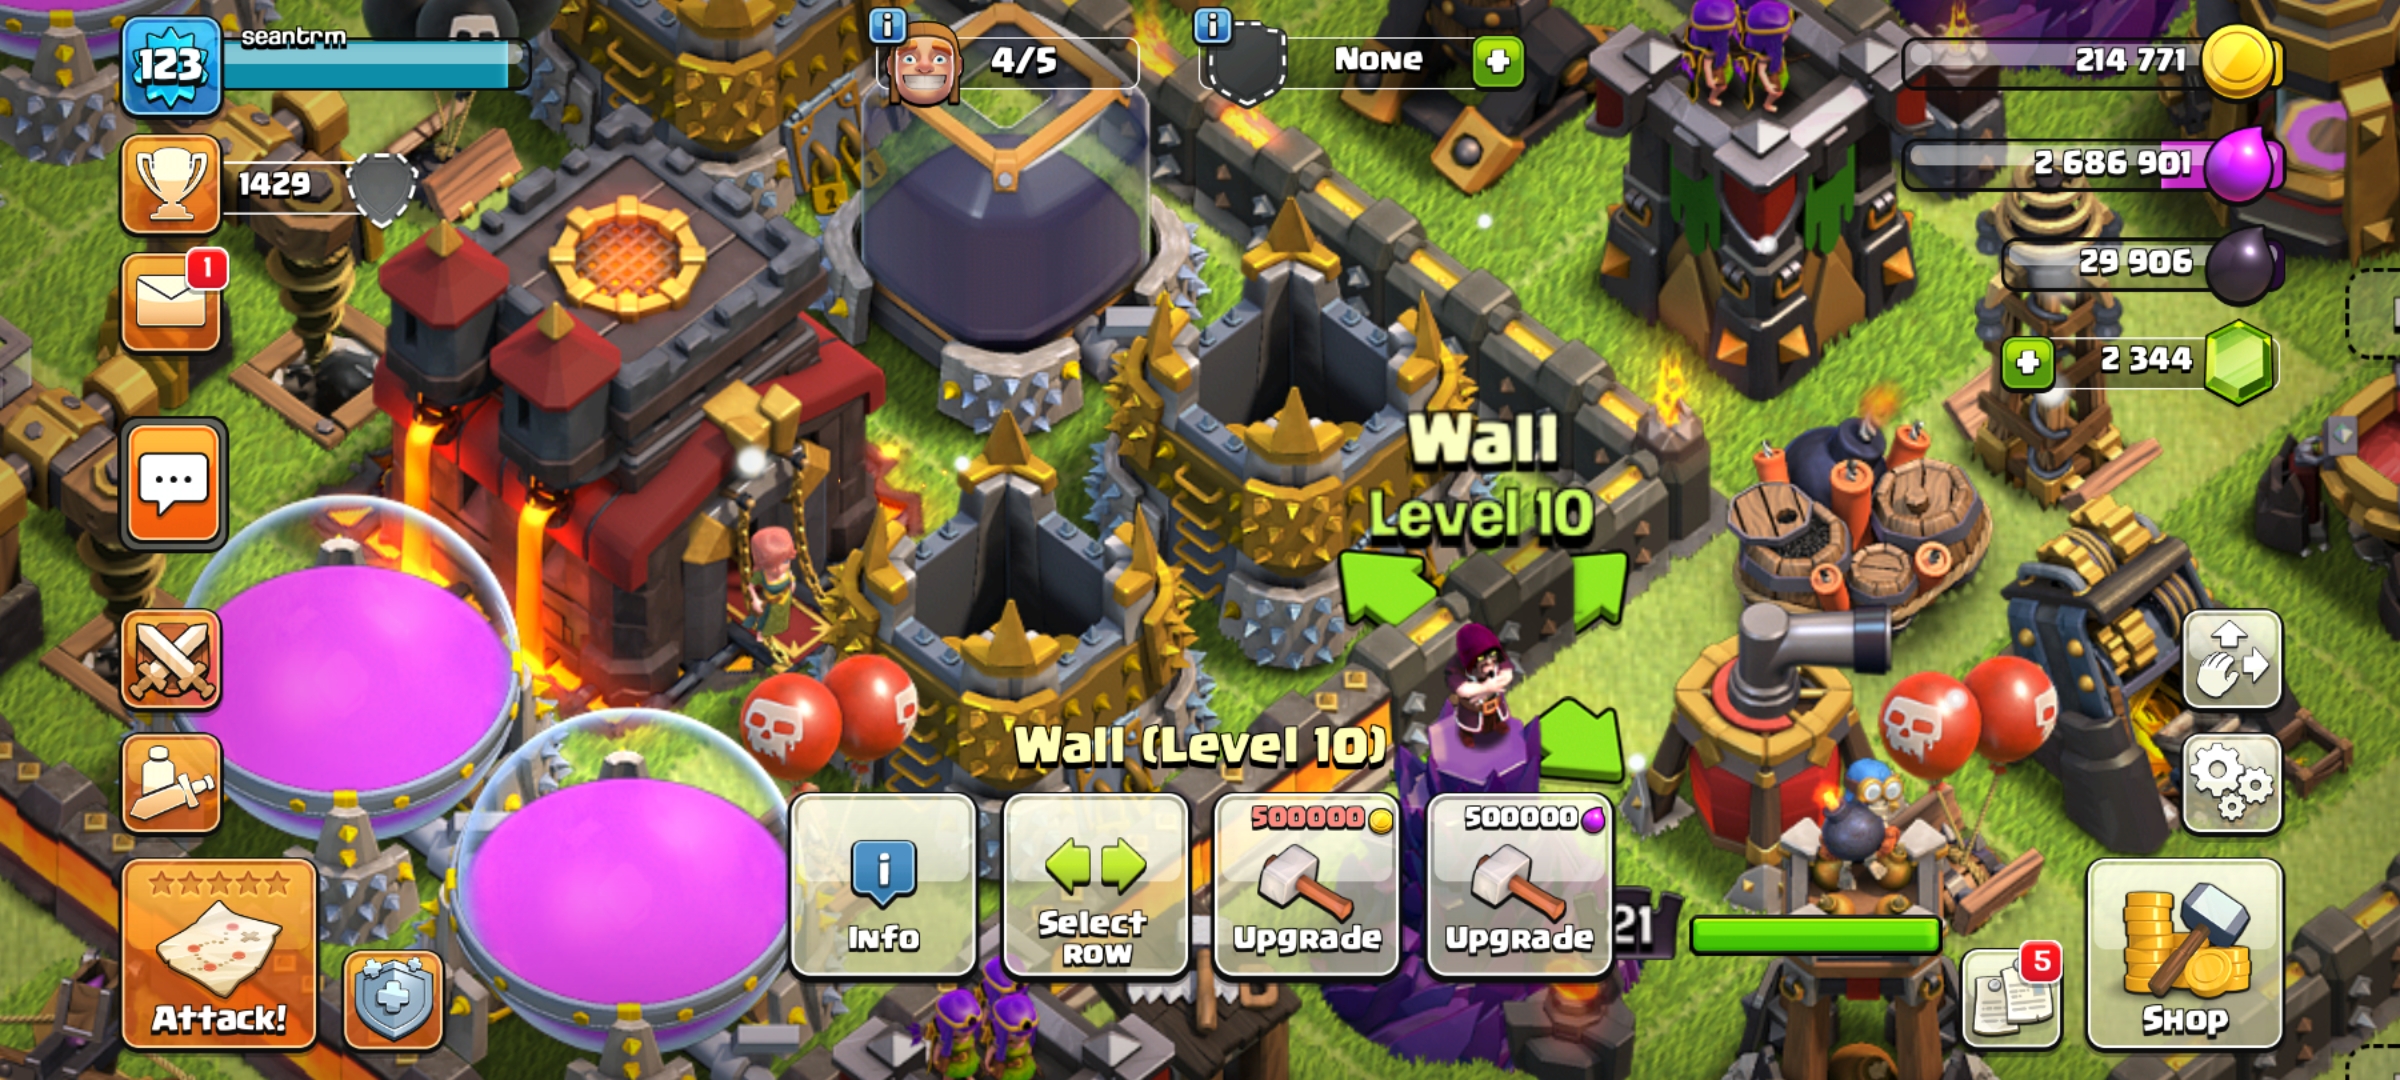 123
seantrm
4/5
None
214 771
1429
2 686 901
1
29 906
2 344
Wall
Level 10
Wall (Level 10)
500000
500000
Info
Select
Row
Upgrade
Upgrade
21
5
Attack!
Shop